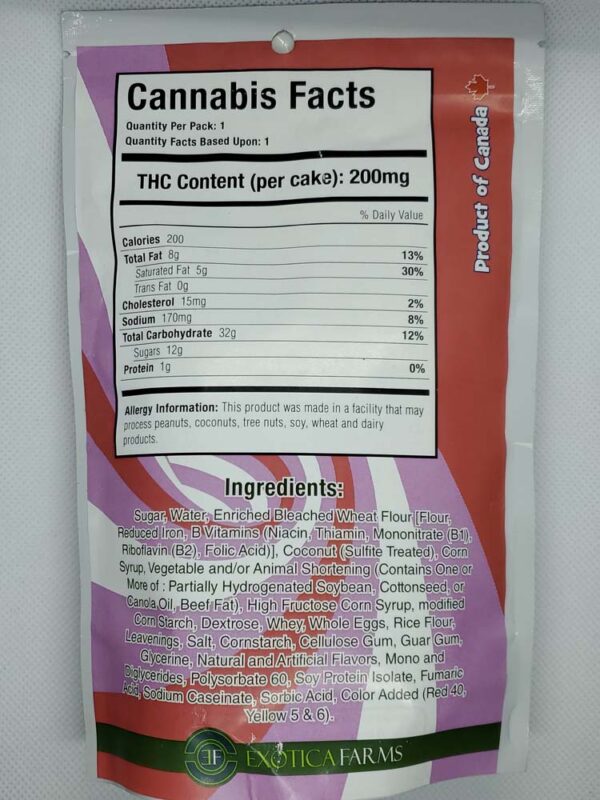 Cannabis Facts
Quantity Per Pack: 1
Quantity Facts Based Upon: 1
THC Content (per cake): 200mg
% Daily Value
Calories 200
Total Fat 8g 13%
Saturated Fat 5g 30%
Trans Fat 0g
Cholesterol 15mg 2%
Sodium 170mg 8%
Total Carbohydrate 32g 12%
Sugars 12g
Protein 1g 0%
Allergy Information: This product was made in a facility that may
process peanuts, coconuts, tree nuts, soy, wheat and dairy
products.
Product of Canada
Ingredients:
Sugar, Water, Enriched Bleached Wheat Flour [Flour,
Reduced Iron, B Vitamins (Niacin, Thiamin, Mononitrate (B1),
Riboflavin (B2), Folic Acid)], Coconut (Sulfite Treated), Corn
Syrup, Vegetable and/or Animal Shortening (Contains One or
More of : Partially Hydrogenated Soybean, Cottonseed, or
Canola Oil, Beef Fat), High Fructose Corn Syrup, modified
Corn Starch, Dextrose, Whey, Whole Eggs, Rice Flour,
Leavenings, Salt, Cornstarch, Cellulose Gum, Guar Gum,
Glycerine, Natural and Artificial Flavors, Mono and
Diglycerides, Polysorbate 60, Soy Protein Isolate, Fumaric
Acid, Sodium Caseinate, Sorbic Acid, Color Added (Red 40,
Yellow 5 & 6).
EF EXOTICA FARMS